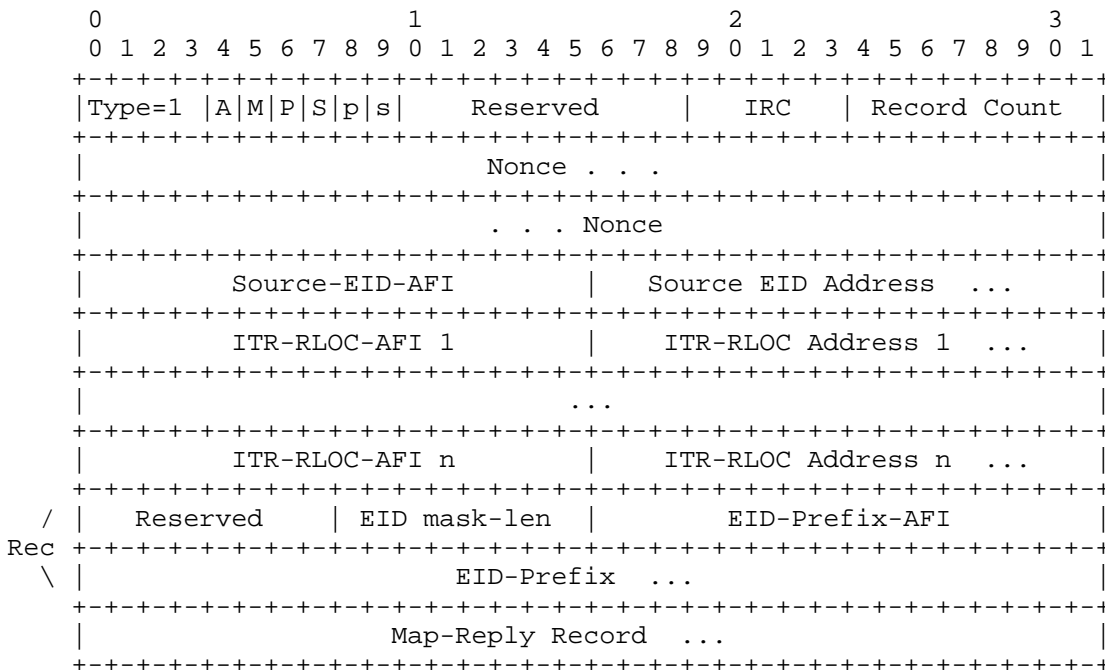 0                   1                   2                   3
 0 1 2 3 4 5 6 7 8 9 0 1 2 3 4 5 6 7 8 9 0 1 2 3 4 5 6 7 8 9 0 1
+-+-+-+-+-+-+-+-+-+-+-+-+-+-+-+-+-+-+-+-+-+-+-+-+-+-+-+-+-+-+-+-+
|Type=1 |A|M|P|S|p|s|    Reserved     |   IRC   | Record Count  |
+-+-+-+-+-+-+-+-+-+-+-+-+-+-+-+-+-+-+-+-+-+-+-+-+-+-+-+-+-+-+-+-+
|                         Nonce . . .                           |
+-+-+-+-+-+-+-+-+-+-+-+-+-+-+-+-+-+-+-+-+-+-+-+-+-+-+-+-+-+-+-+-+
|                         . . . Nonce                           |
+-+-+-+-+-+-+-+-+-+-+-+-+-+-+-+-+-+-+-+-+-+-+-+-+-+-+-+-+-+-+-+-+
|         Source-EID-AFI        |   Source EID Address  ...     |
+-+-+-+-+-+-+-+-+-+-+-+-+-+-+-+-+-+-+-+-+-+-+-+-+-+-+-+-+-+-+-+-+
|         ITR-RLOC-AFI 1        |    ITR-RLOC Address 1  ...    |
+-+-+-+-+-+-+-+-+-+-+-+-+-+-+-+-+-+-+-+-+-+-+-+-+-+-+-+-+-+-+-+-+
|                              ...                              |
+-+-+-+-+-+-+-+-+-+-+-+-+-+-+-+-+-+-+-+-+-+-+-+-+-+-+-+-+-+-+-+-+
|         ITR-RLOC-AFI n        |    ITR-RLOC Address n  ...    |
+-+-+-+-+-+-+-+-+-+-+-+-+-+-+-+-+-+-+-+-+-+-+-+-+-+-+-+-+-+-+-+-+
/ |   Reserved    | EID mask-len  |        EID-Prefix-AFI         |
Rec +-+-+-+-+-+-+-+-+-+-+-+-+-+-+-+-+-+-+-+-+-+-+-+-+-+-+-+-+-+-+-+-+
\ |                       EID-Prefix  ...                         |
+-+-+-+-+-+-+-+-+-+-+-+-+-+-+-+-+-+-+-+-+-+-+-+-+-+-+-+-+-+-+-+-+
|                   Map-Reply Record  ...                       |
+-+-+-+-+-+-+-+-+-+-+-+-+-+-+-+-+-+-+-+-+-+-+-+-+-+-+-+-+-+-+-+-+